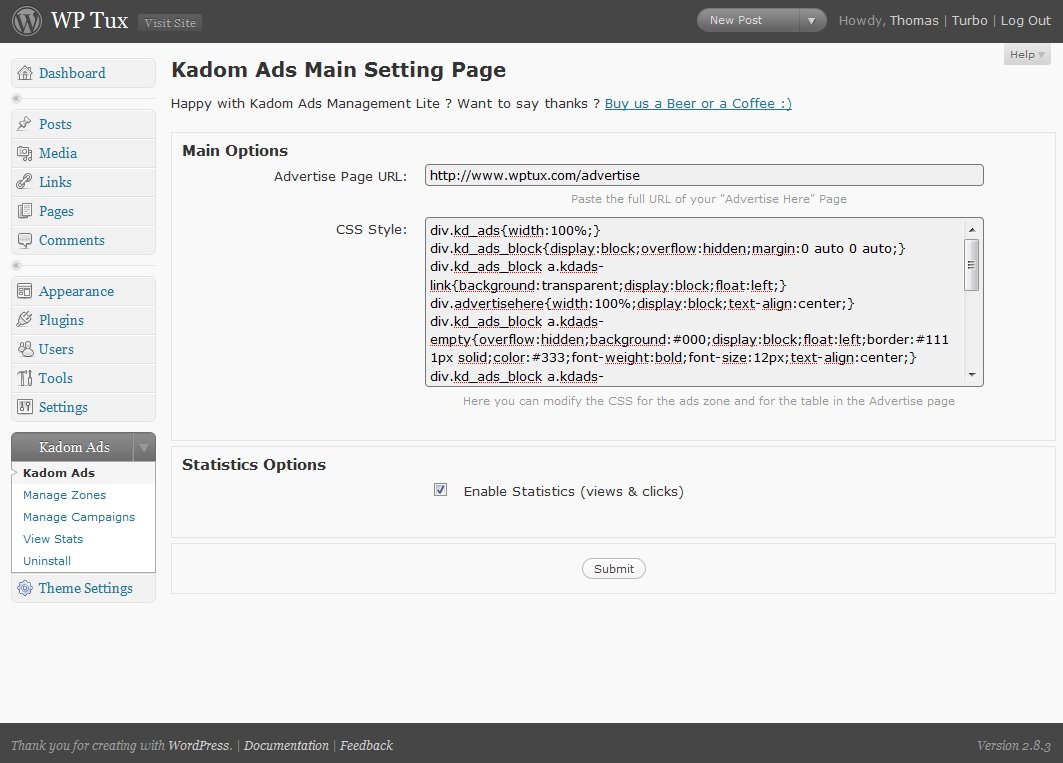 WP Tux Visit Site New Post Howdy, Thomas | Turbo | Log Out
Help
Dashboard
«
Posts
Media
Links
Pages
Comments
«
Appearance
Plugins
Users
Tools
Settings
Kadom Ads
Kadom Ads
Manage Zones
Manage Campaigns
View Stats
Uninstall
Theme Settings
Kadom Ads Main Setting Page
Happy with Kadom Ads Management Lite ? Want to say thanks ? Buy us a Beer or a Coffee :)
Main Options
Advertise Page URL: http://www.wptux.com/advertise
Paste the full URL of your "Advertise Here" Page
CSS Style:
div.kd_ads{width:100%;}
div.kd_ads_block{display:block;overflow:hidden;margin:0 auto 0 auto;}
div.kd_ads_block a.kdads-
link{background:transparent;display:block;float:left;}
div.advertisehere{width:100%;display:block;text-align:center;}
div.kd_ads_block a.kdads-
empty{overflow:hidden;background:#000;display:block;float:left;border:#111
1px solid;color:#333;font-weight:bold;font-size:12px;text-align:center;}
div.kd_ads_block a.kdads-
Here you can modify the CSS for the ads zone and for the table in the Advertise page
Statistics Options
Enable Statistics (views & clicks)
Submit
Thank you for creating with WordPress. | Documentation | Feedback
Version 2.8.3